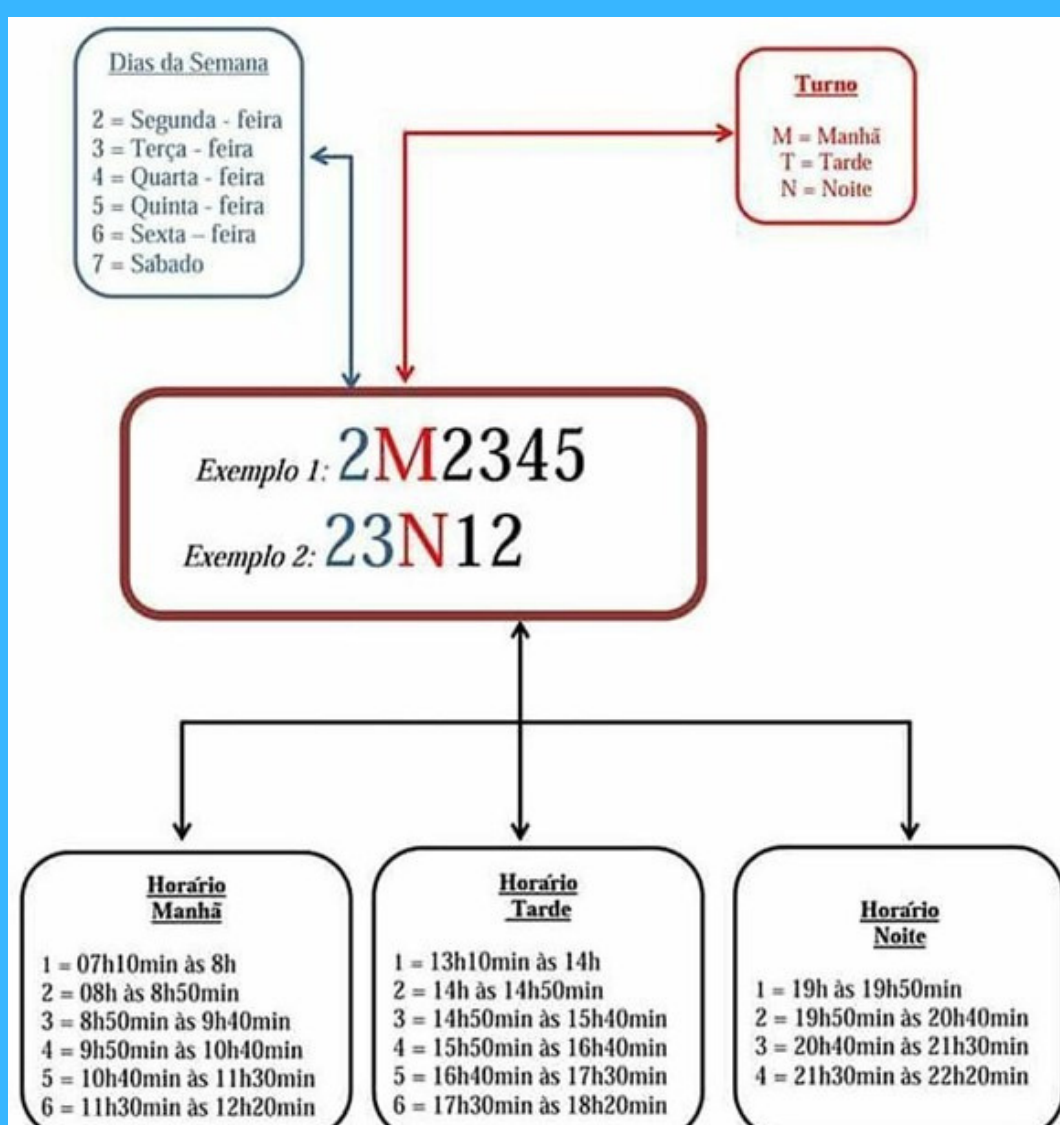 Dias da Semana
2 = Segunda - feira
3 = Terça - feira
4 = Quarta - feira
5 = Quinta - feira
6 = Sexta – feira
7 = Sábado
Turno
M = Manhã
T = Tarde
N = Noite
Exemplo 1: 2M2345
Exemplo 2: 23N12
Horário
Manhã
1 = 07h10min às 8h
2 = 08h às 8h50min
3 = 8h50min às 9h40min
4 = 9h50min às 10h40min
5 = 10h40min às 11h30min
6 = 11h30min às 12h20min
Horário
Tarde
1 = 13h10min às 14h
2 = 14h às 14h50min
3 = 14h50min às 15h40min
4 = 15h50min às 16h40min
5 = 16h40min às 17h30min
6 = 17h30min às 18h20min
Horário
Noite
1 = 19h às 19h50min
2 = 19h50min às 20h40min
3 = 20h40min às 21h30min
4 = 21h30min às 22h20min